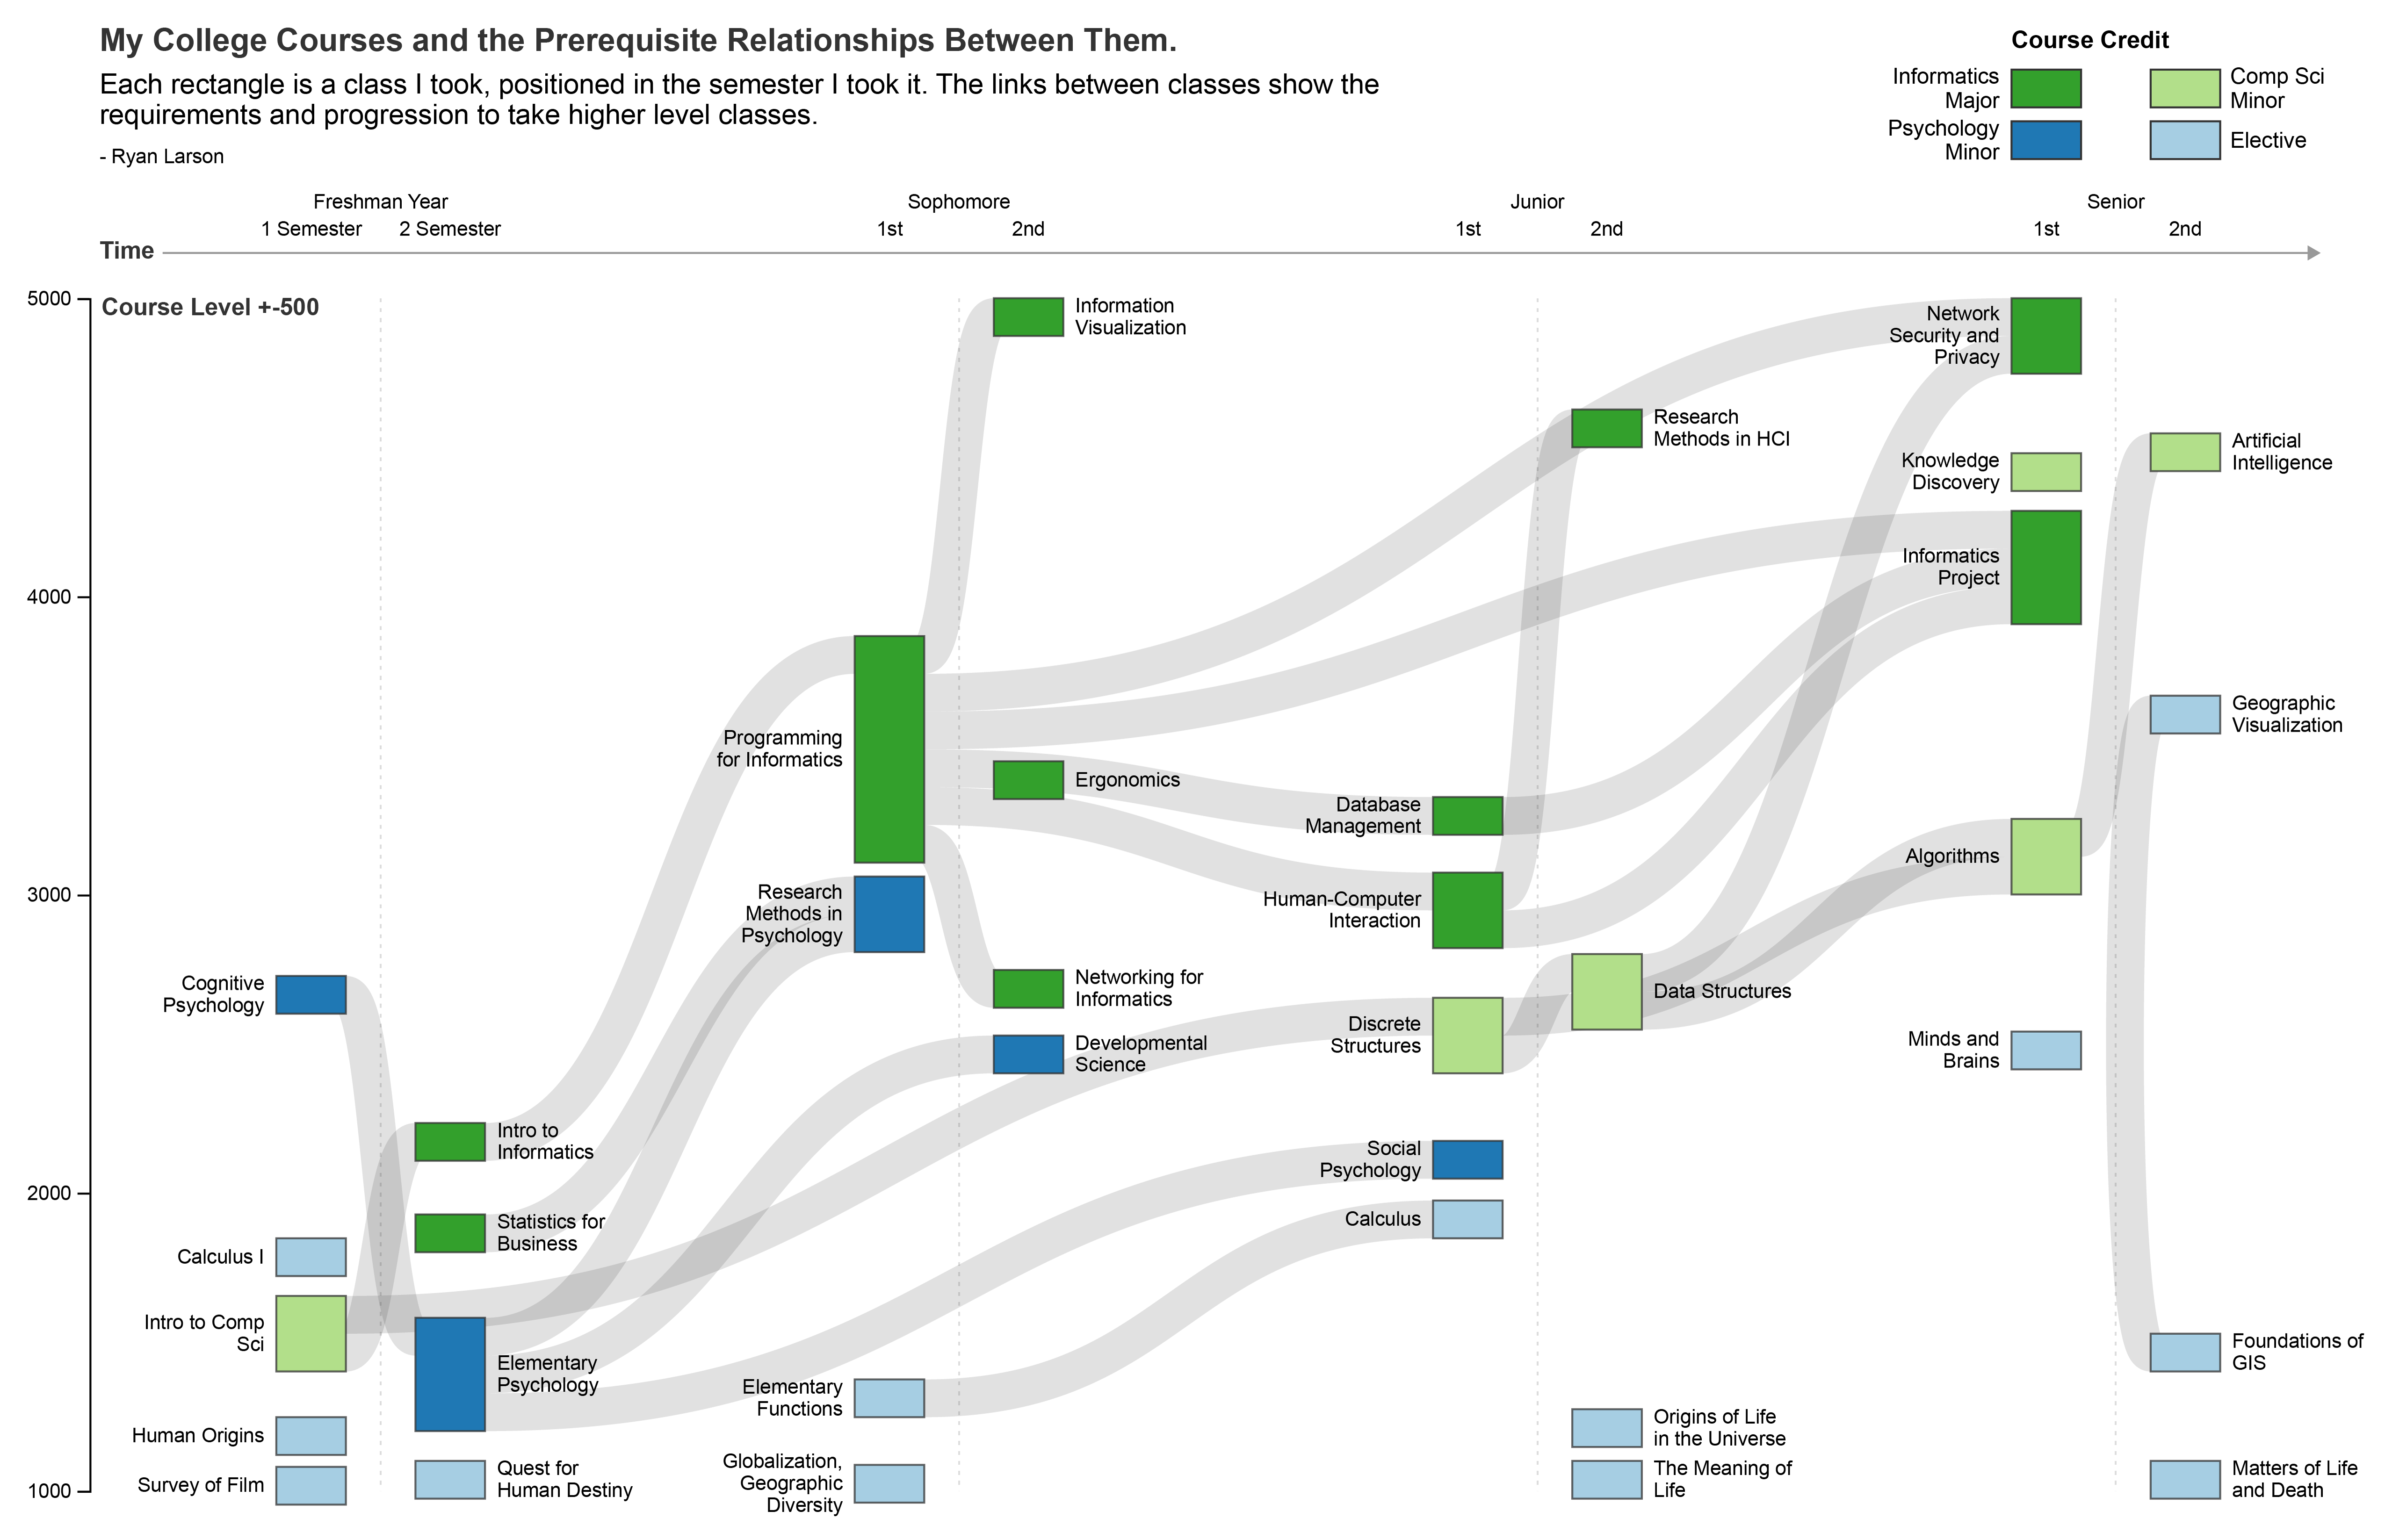 My College Courses and the Prerequisite Relationships Between Them.
Each rectangle is a class I took, positioned in the semester I took it. The links between classes show the
requirements and progression to take higher level classes.
- Ryan Larson
Course Credit
Informatics
Major
Comp Sci
Minor
Psychology
Minor
Elective
Freshman Year
Sophomore
Junior
Senior
1 Semester
2 Semester
1st
2nd
1st
2nd
1st
2nd
Time
Course Level +-500
5000
4000
3000
2000
1000
Cognitive
Psychology
Calculus I
Intro to Comp
Sci
Human Origins
Survey of Film
Intro to
Informatics
Statistics for
Business
Elementary
Psychology
Quest for
Human Destiny
Programming
for Informatics
Research
Methods in
Psychology
Elementary
Functions
Globalization,
Geographic
Diversity
Information
Visualization
Ergonomics
Networking for
Informatics
Developmental
Science
Database
Management
Human-Computer
Interaction
Discrete
Structures
Social
Psychology
Calculus
Research
Methods in HCI
Data Structures
Origins of Life
in the Universe
The Meaning of
Life
Network
Security and
Privacy
Knowledge
Discovery
Informatics
Project
Algorithms
Minds and
Brains
Artificial
Intelligence
Geographic
Visualization
Foundations of
GIS
Matters of Life
and Death